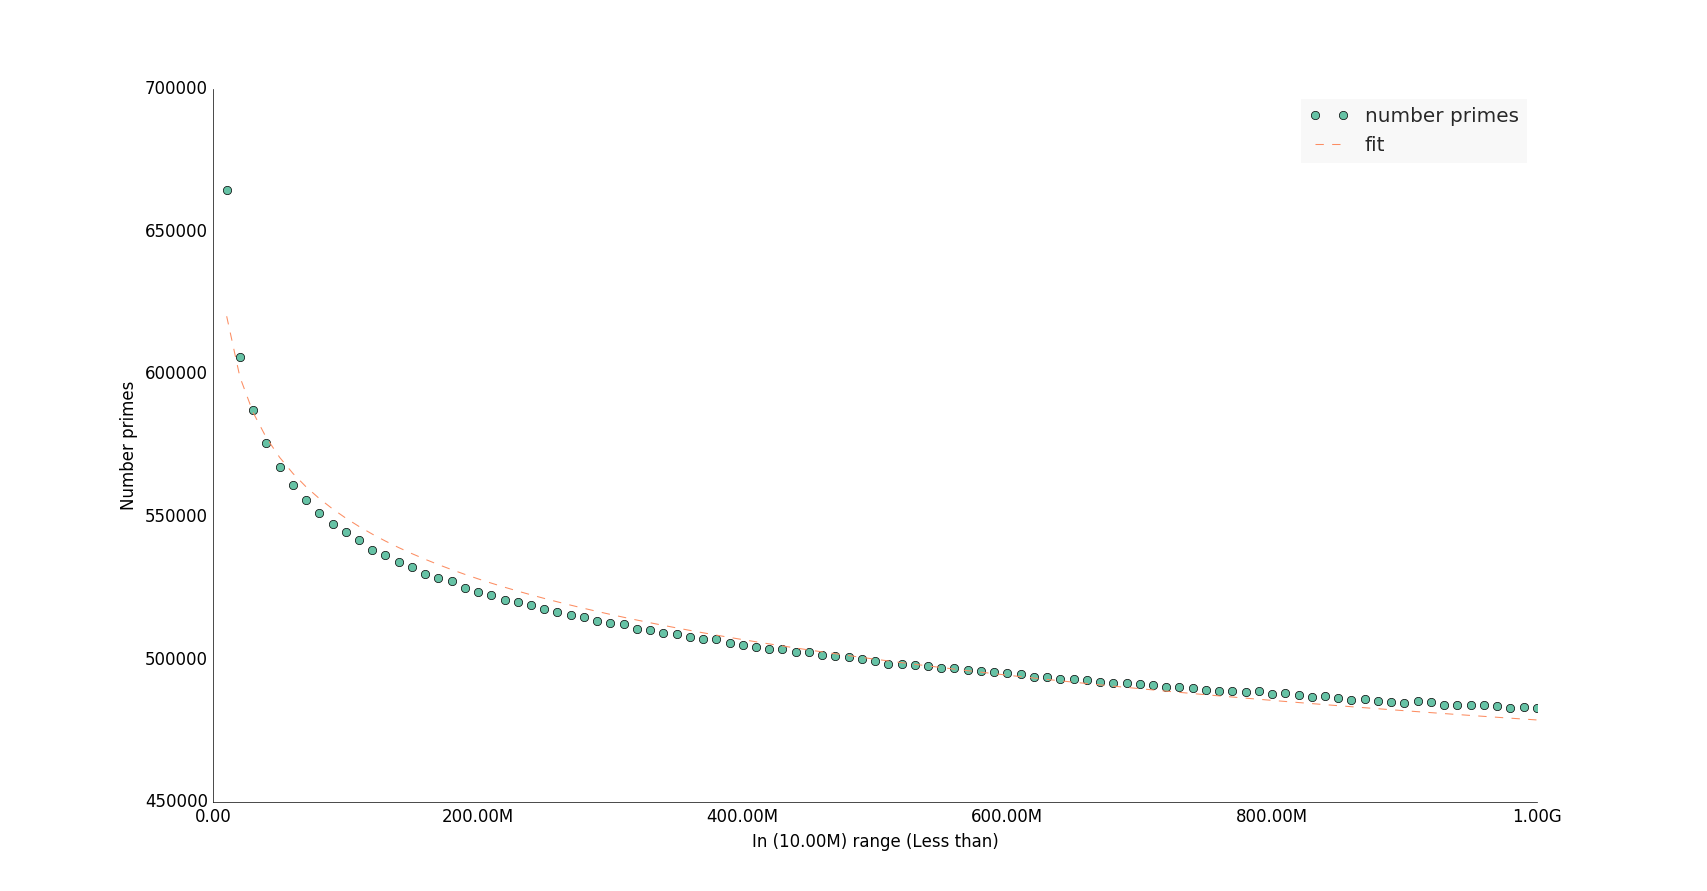 700000
650000
600000
550000
500000
450000
Number primes
number primes
fit
0.00 200.00M 400.00M 600.00M 800.00M 1.00G
In (10.00M) range (Less than)